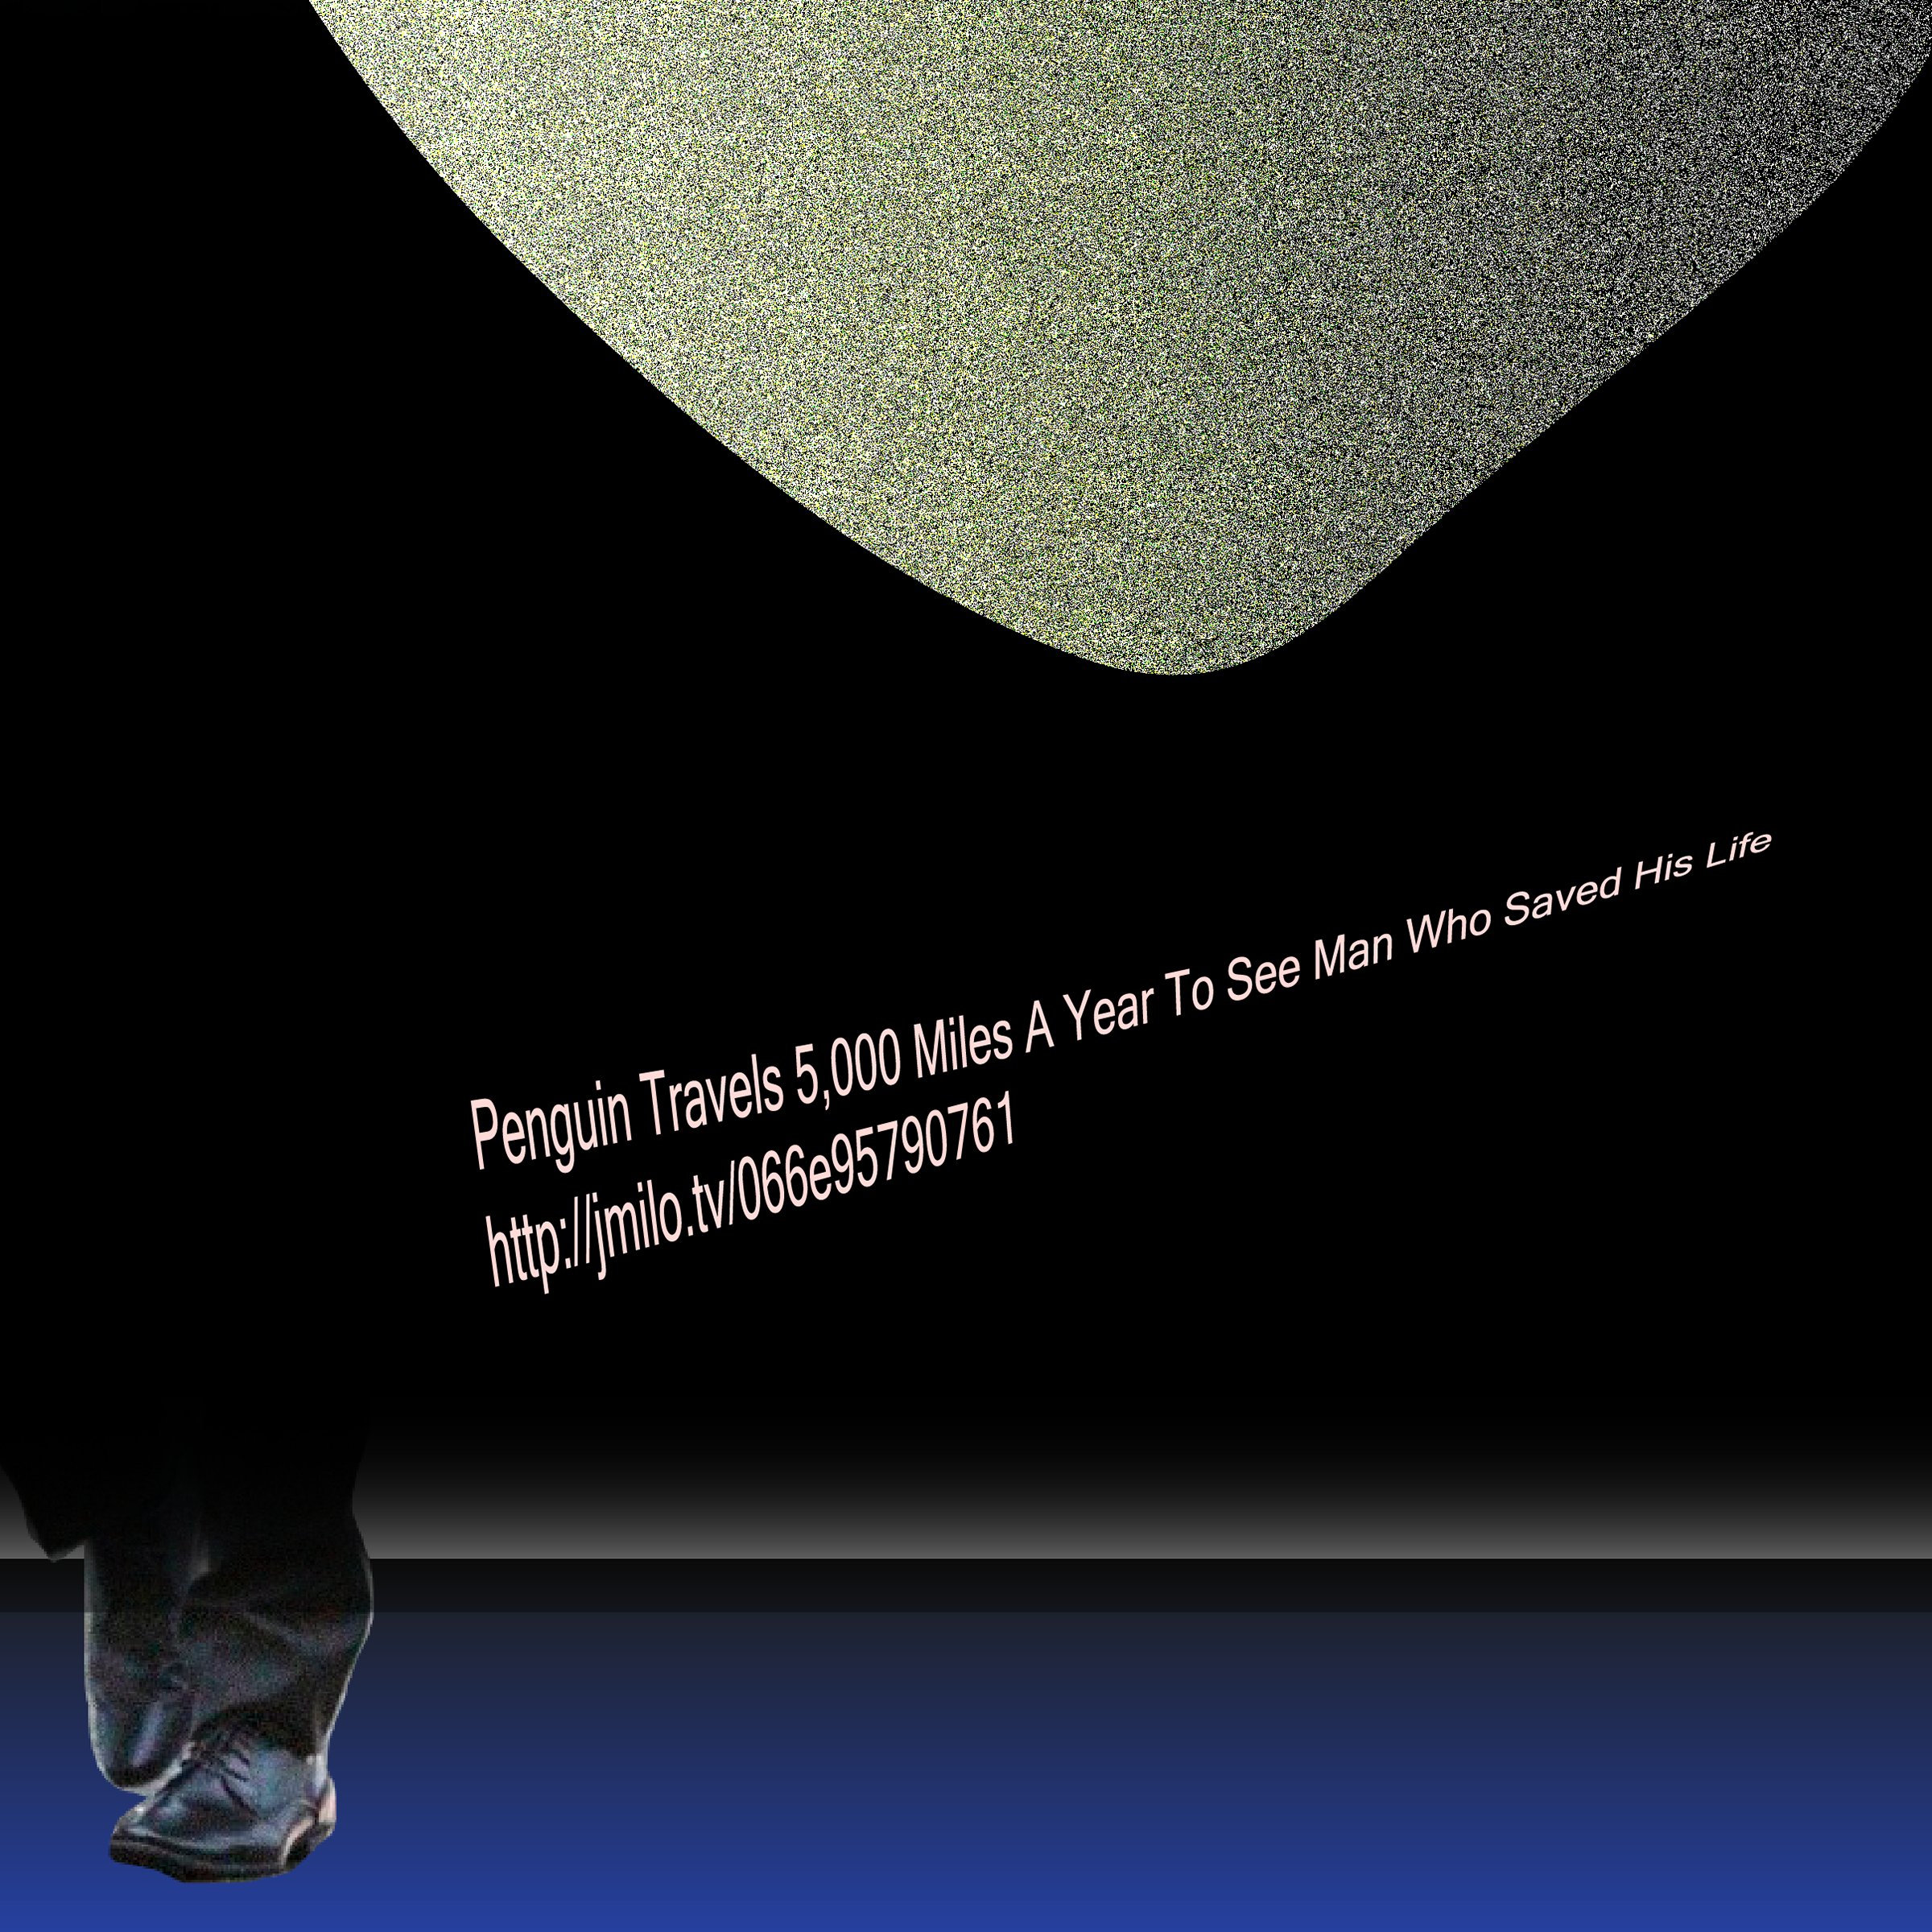 Penguin Travels 5,000 Miles A Year To See Man Who Saved His Life
http://jmilo.tv/066e95790761